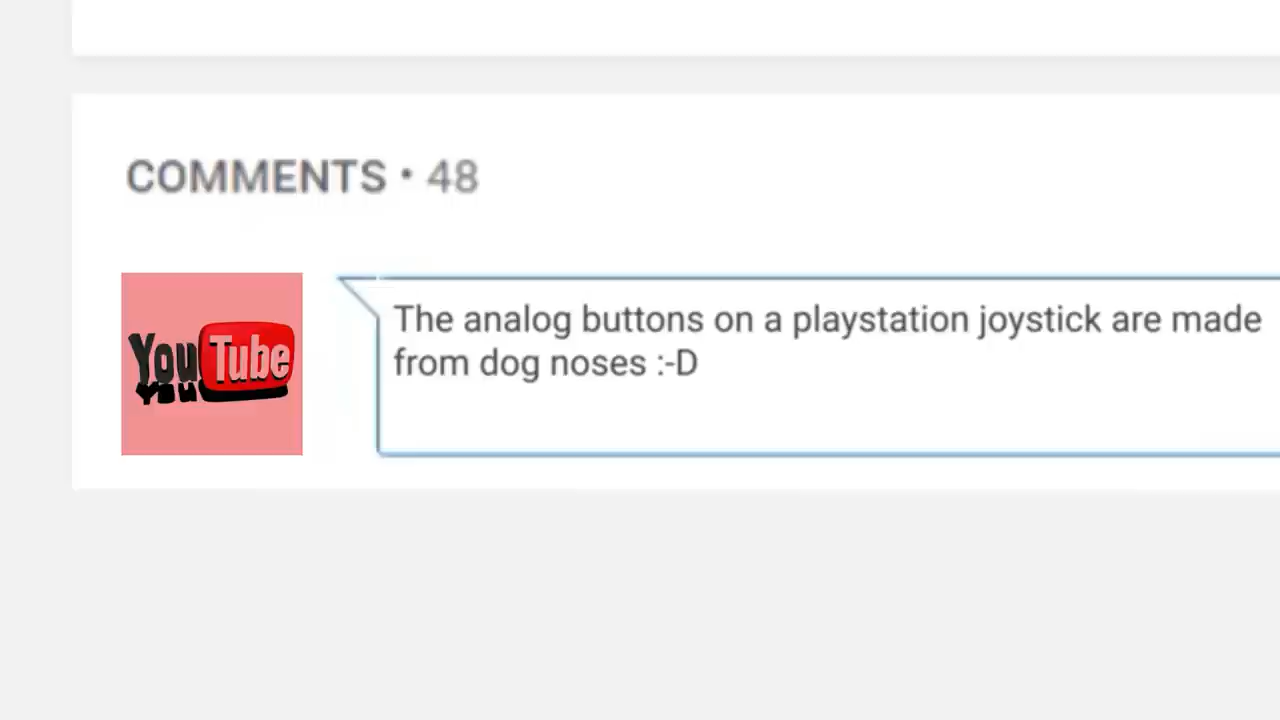 COMMENTS • 48
You Tube
You
The analog buttons on a playstation joystick are made
from dog noses :-D